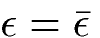 ϵ = ϵ̄